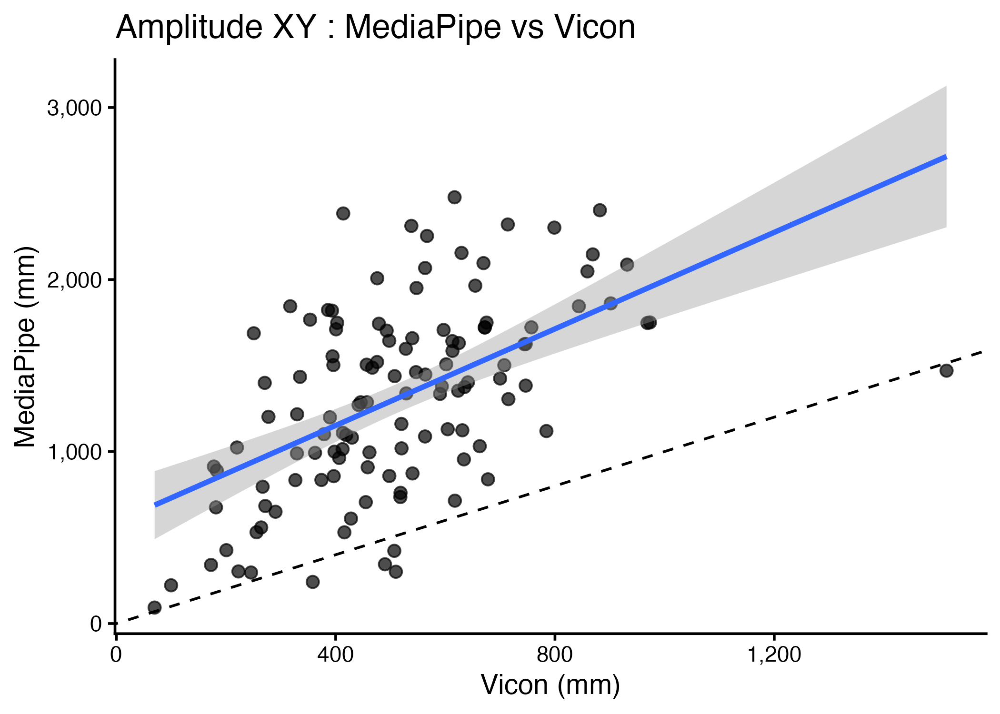 Amplitude XY : MediaPipe vs Vicon
MediaPipe (mm)
3,000
2,000
1,000
0
0 400 800 1,200
Vicon (mm)